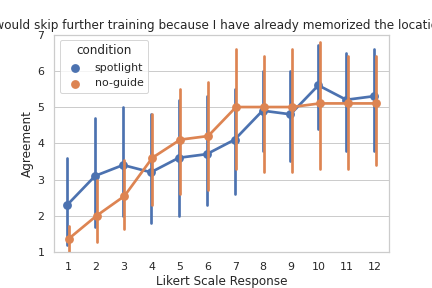 would skip further training because I have already memorized the
condition
spotlight
no-guide
7
6
5
4
3
2
1
Agreement
1 2 3 4 5 6 7 8 9 10 11 12
Likert Scale Response